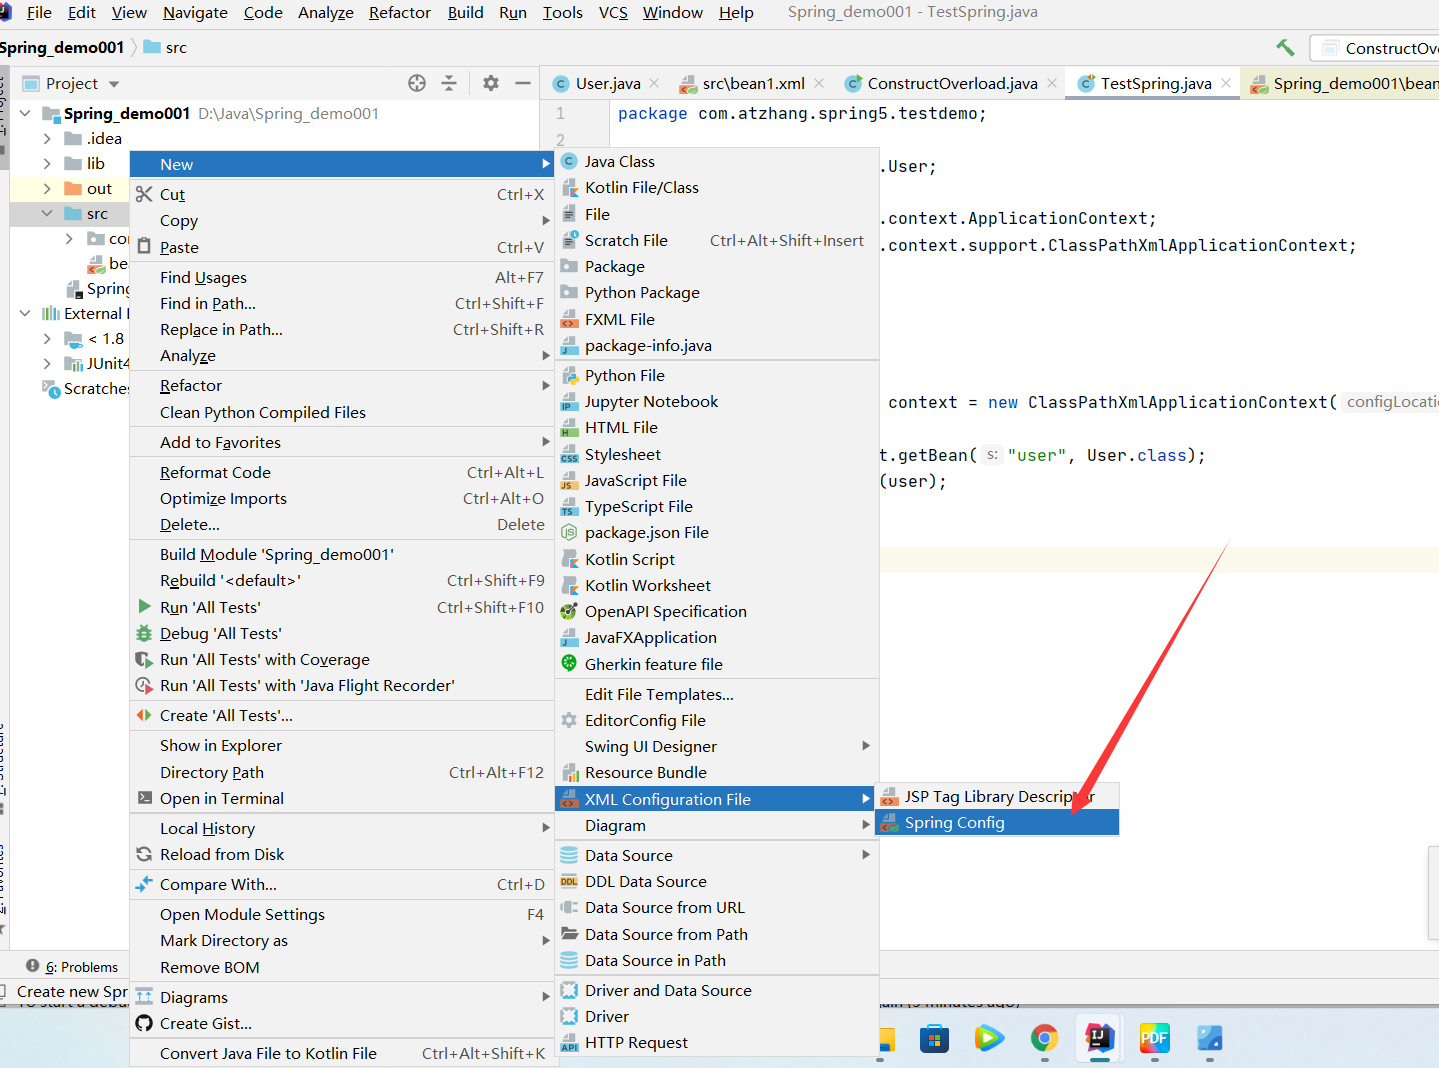 File Edit View Navigate Code Analyze Refactor Build Run Tools VCS Window Help Spring_demo001 - TestSpring.java
Spring_demo001 src ConstructOv
Project
User.java src\bean1.xml ConstructOverload.java TestSpring.java Spring_demo001\bean
Spring_demo001 D:\Java\Spring_demo001
.idea
lib
out
src
co
be
Spring
External
< 1.8
JUnit4
Scratches
1 package com.atzhang.spring5.testdemo;
2
.User;
.context.ApplicationContext;
.context.support.ClassPathXmlApplicationContext;
context = new ClassPathXmlApplicationContext( configLocatio
t.getBean( s: "user", User.class);
(user);
New
Cut Ctrl+X
Copy
Paste Ctrl+V
Find Usages Alt+F7
Find in Path... Ctrl+Shift+F
Replace in Path... Ctrl+Shift+R
Analyze
Refactor
Clean Python Compiled Files
Add to Favorites
Reformat Code Ctrl+Alt+L
Optimize Imports Ctrl+Alt+O
Delete... Delete
Build Module 'Spring_demo001'
Rebuild '<default>' Ctrl+Shift+F9
Run 'All Tests' Ctrl+Shift+F10
Debug 'All Tests'
Run 'All Tests' with Coverage
Run 'All Tests' with 'Java Flight Recorder'
Create 'All Tests'...
Show in Explorer
Directory Path Ctrl+Alt+F12
Open in Terminal
Local History
Reload from Disk
Compare With... Ctrl+D
Open Module Settings F4
Mark Directory as
Remove BOM
Diagrams
Create Gist...
Convert Java File to Kotlin File Ctrl+Alt+Shift+K
Java Class
Kotlin File/Class
File
Scratch File Ctrl+Alt+Shift+Insert
Package
Python Package
FXML File
package-info.java
Python File
Jupyter Notebook
HTML File
Stylesheet
JavaScript File
TypeScript File
package.json File
Kotlin Script
Kotlin Worksheet
OpenAPI Specification
JavaFXApplication
Gherkin feature file
Edit File Templates...
EditorConfig File
Swing UI Designer
Resource Bundle
XML Configuration File
Diagram
Data Source
DDL Data Source
Data Source from URL
Data Source from Path
Data Source in Path
Driver and Data Source
Driver
HTTP Request
JSP Tag Library Descriptor
Spring Config
6: Problems
Create new Spr